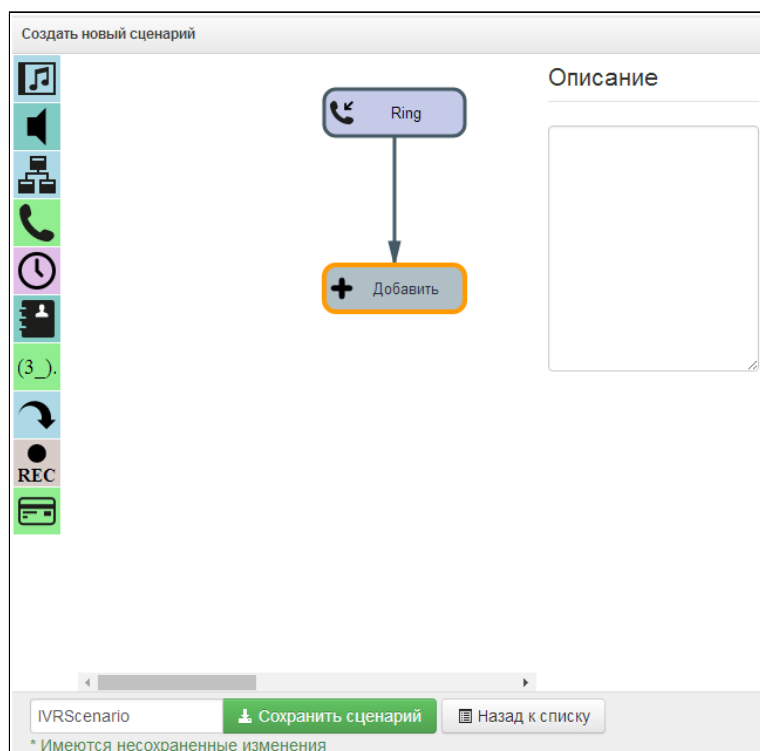 Создать новый сценарий
Описание
Ring
Добавить
(3_).
REC
IVRScenario
Сохранить сценарий
Назад к списку
* Имеются несохраненные изменения